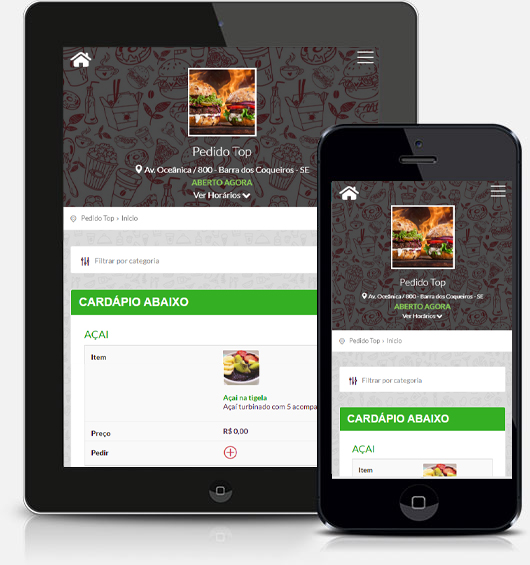 Pedido Top
Av. Oceânica / 800 - Barra dos Coqueiros - SE
ABERTO AGORA
Ver Horários
Pedido Top » Início
Filtrar por categoria
CARDÁPIO ABAIXO
AÇAI
Item
Açai na tigela
Açaí turbinado com 5 acompa
Preço
R$ 0,00
Pedir
Pedido Top
Av. Oceânica / 800 - Barra dos Coqueiros - SE
ABERTO AGORA
Ver Horários
Pedido Top » Início
Filtrar por categoria
CARDÁPIO ABAIXO
AÇAI
Item